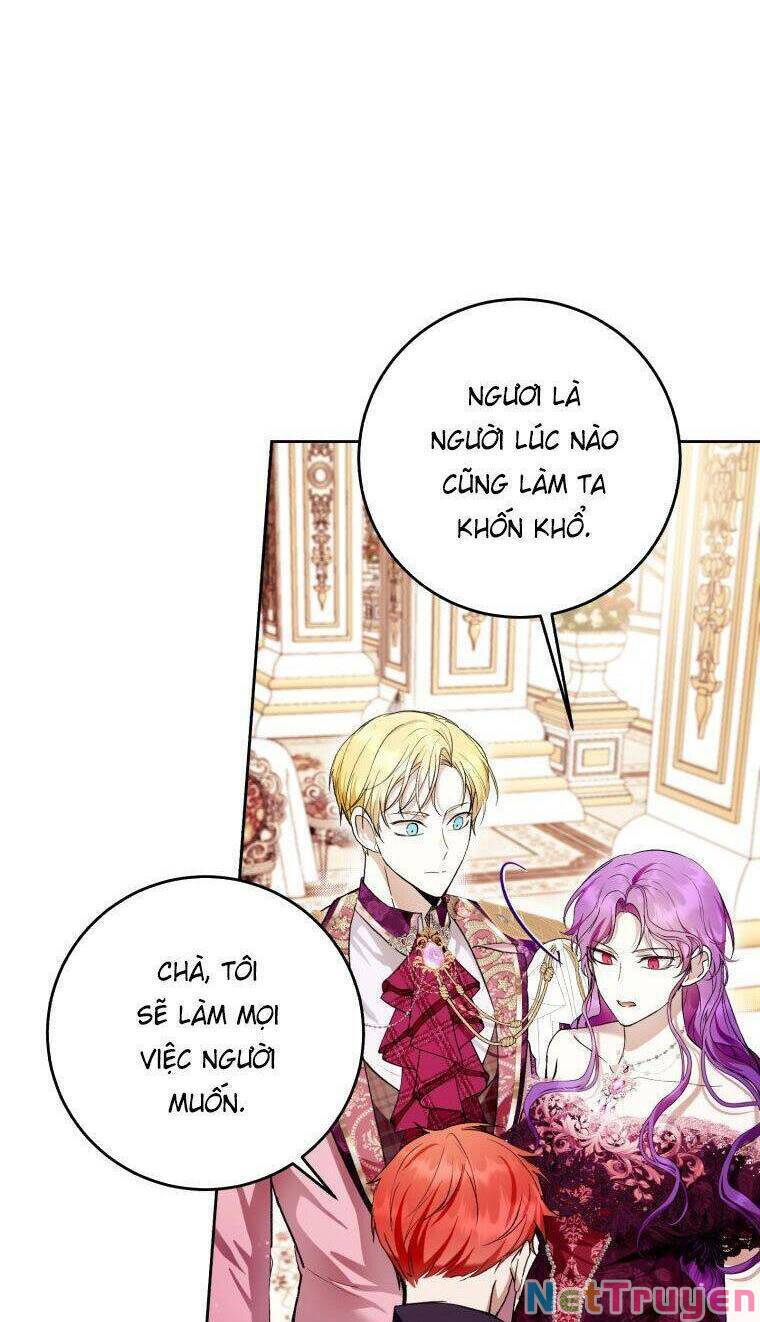 NGƯƠI LÀ
NGƯỜI LÚC NÀO
CŨNG LÀM TA
KHỐN KHỔ.
CHÀ, TÔI
SẼ LÀM MỌI
VIỆC NGƯỜI
MUỐN.
NetTruyen